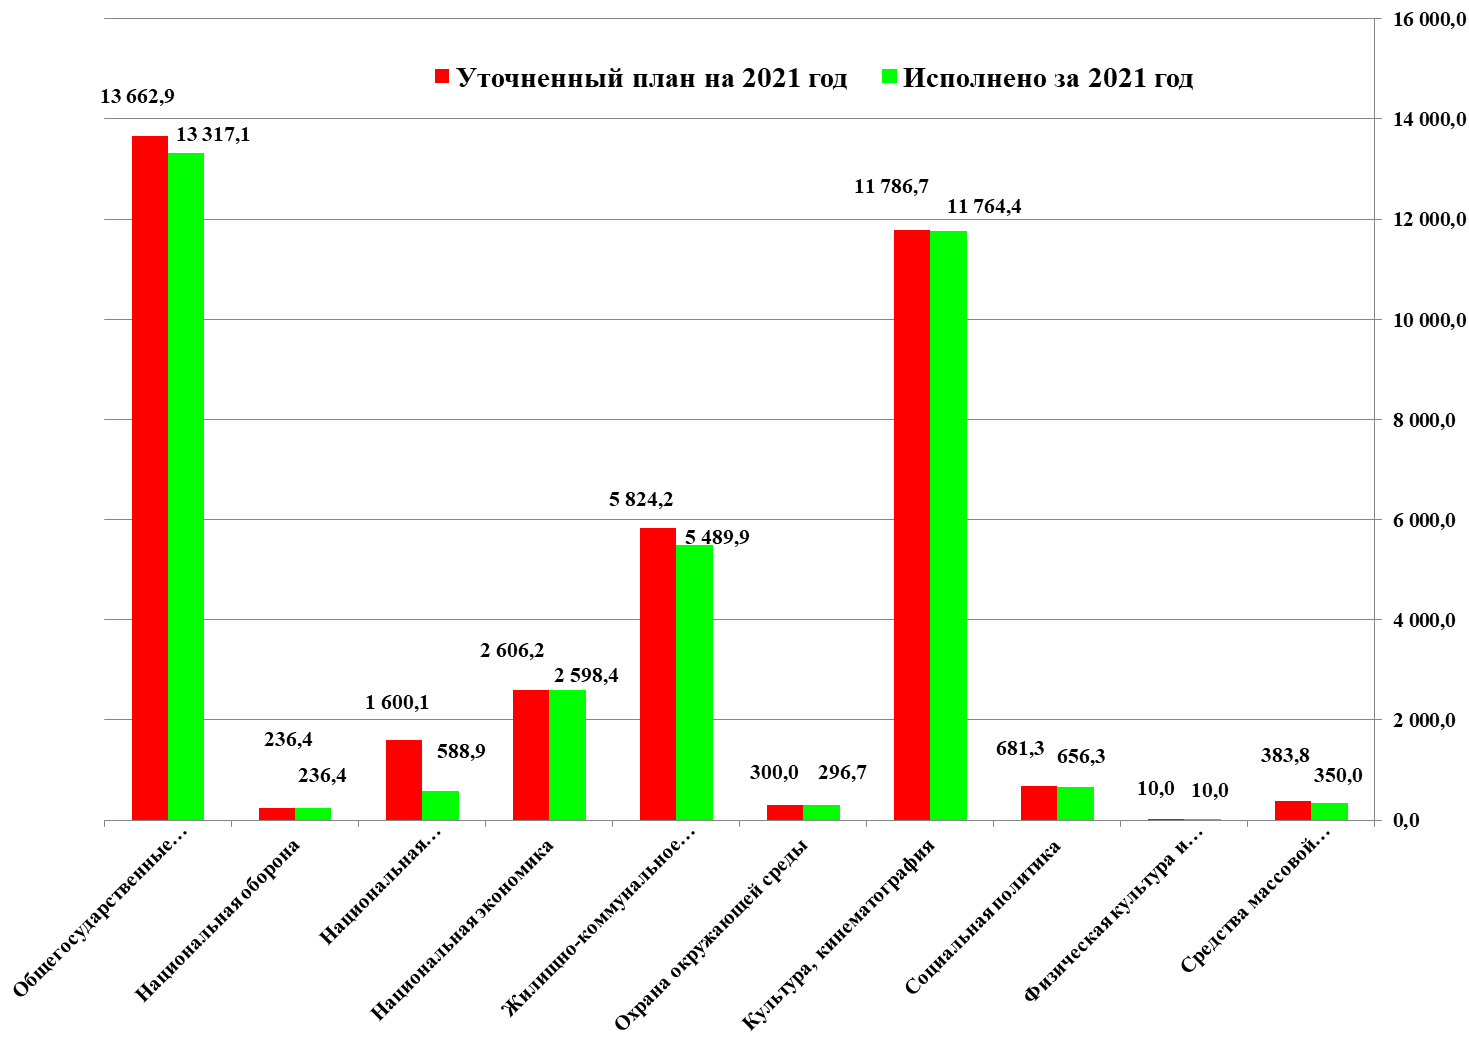 16 000,0
Уточненный план на 2021 год
Исполнено за 2021 год
13 662,9
13 317,1
14 000,0
11 786,7
11 764,4
12 000,0
10 000,0
8 000,0
5 824,2
5 489,9
6 000,0
4 000,0
2 606,2
2 598,4
1 600,1
588,9
2 000,0
236,4
236,4
300,0
296,7
681,3
656,3
10,0
10,0
383,8
350,0
0,0
Общегосударственные…
Национальная оборона
Национальная…
Национальная экономика
Жилищно-коммунальное…
Охрана окружающей среды
Культура, кинематография
Социальная политика
Физическая культура и…
Средства массовой…